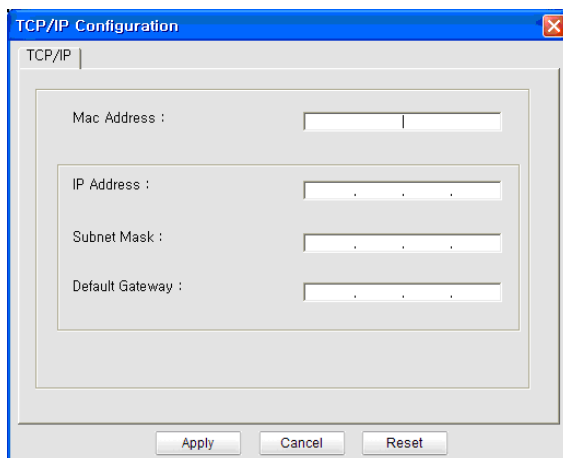 TCP/IP Configuration
TCP/IP
Mac Address :
IP Address :
. . .
Subnet Mask :
. . .
Default Gateway :
. . .
Apply Cancel Reset